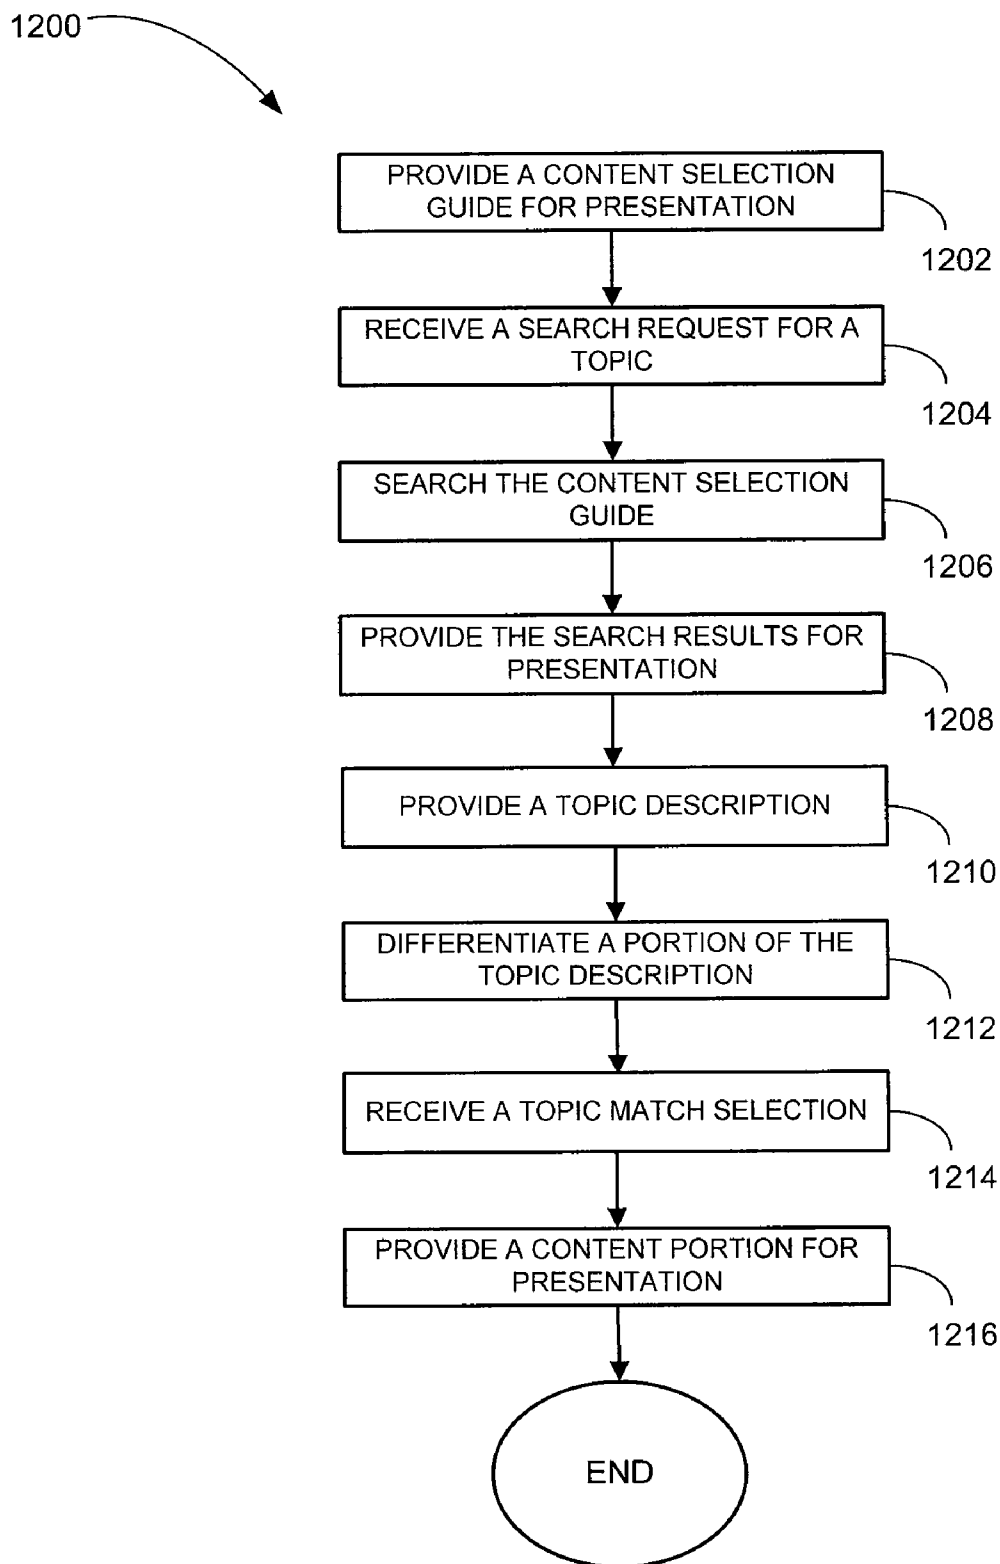 1200
PROVIDE A CONTENT SELECTION
GUIDE FOR PRESENTATION
1202
RECEIVE A SEARCH REQUEST FOR A
TOPIC
1204
SEARCH THE CONTENT SELECTION
GUIDE
1206
PROVIDE THE SEARCH RESULTS FOR
PRESENTATION
1208
PROVIDE A TOPIC DESCRIPTION
1210
DIFFERENTIATE A PORTION OF THE
TOPIC DESCRIPTION
1212
RECEIVE A TOPIC MATCH SELECTION
1214
PROVIDE A CONTENT PORTION FOR
PRESENTATION
1216
END